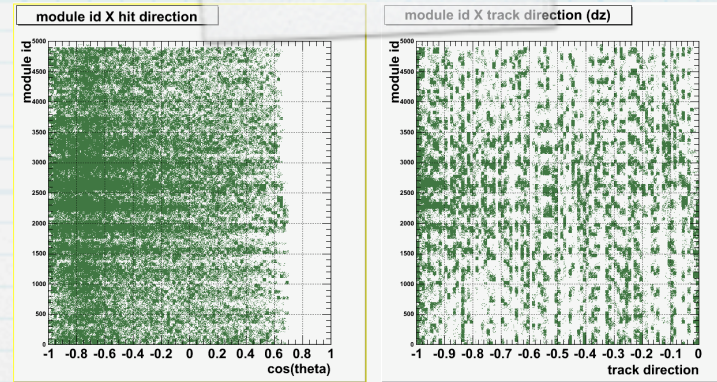 module id X hit direction
module id
5000
4500
4000
3500
3000
2500
2000
1500
1000
500
0
-1 -0.8 -0.6 -0.4 -0.2 0 0.2 0.4 0.6 0.8 1
cos(theta)
module id X track direction (dz)
module id
5000
4500
4000
3500
3000
2500
2000
1500
1000
500
0
-1 -0.9 -0.8 -0.7 -0.6 -0.5 -0.4 -0.3 -0.2 -0.1 0
track direction